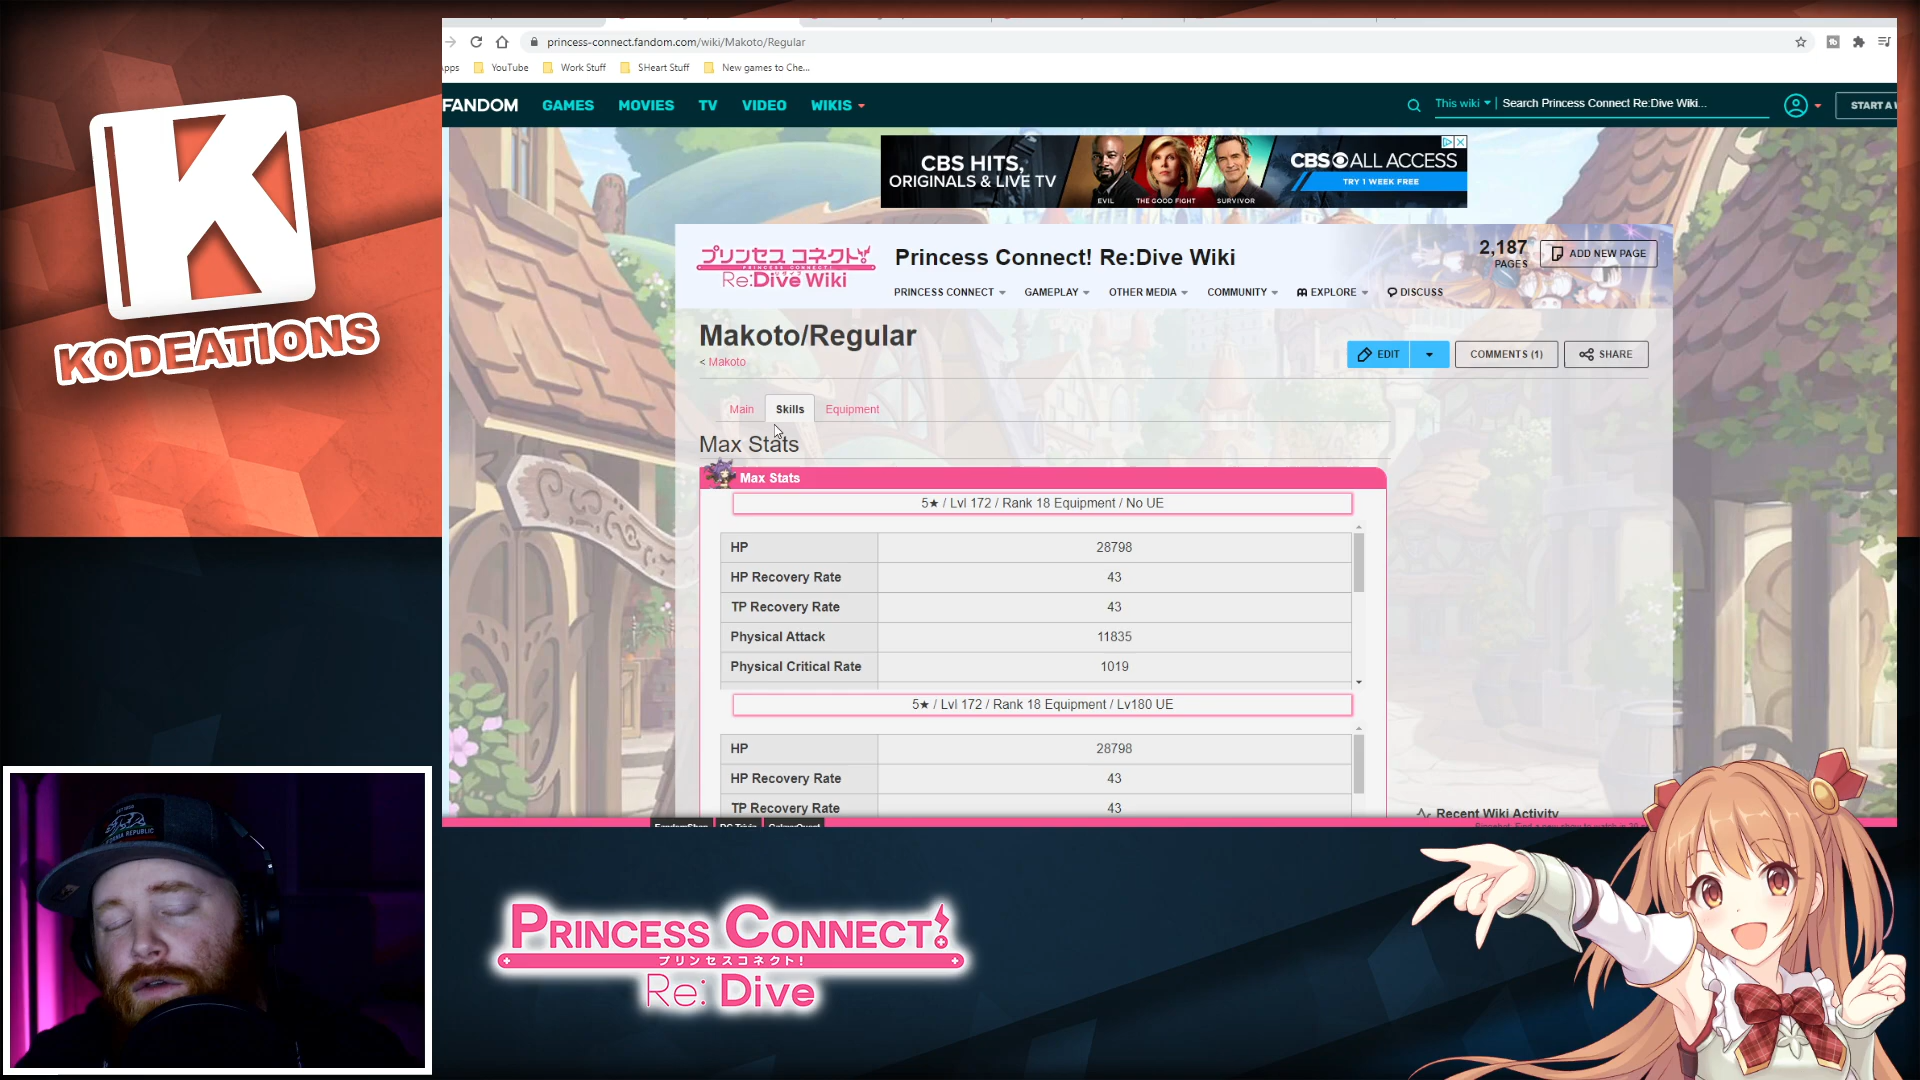 KODEATIONS
princess-connect.fandom.com/wiki/Makoto/Regular
YouTube Work Stuff SHeart Stuff New games to Che...
FANDOM GAMES MOVIES TV VIDEO WIKIS This wiki Search Princess Connect Re:Dive Wiki... START A
CBS HITS,
ORIGINALS & LIVE TV
EVIL THE GOOD FIGHT SURVIVOR
CBS ALL ACCESS
TRY 1 WEEK FREE
プリンセスコネクト!
PRINCESS CONNECT!
Re:Dive Wiki
Princess Connect! Re:Dive Wiki
2,187
PAGES
ADD NEW PAGE
PRINCESS CONNECT GAMEPLAY OTHER MEDIA COMMUNITY EXPLORE DISCUSS
Makoto/Regular
< Makoto
EDIT COMMENTS (1) SHARE
Main Skills Equipment
Max Stats
Max Stats
5★ / Lvl 172 / Rank 18 Equipment / No UE
HP 28798
HP Recovery Rate 43
TP Recovery Rate 43
Physical Attack 11835
Physical Critical Rate 1019
5★ / Lvl 172 / Rank 18 Equipment / Lv180 UE
HP 28798
HP Recovery Rate 43
TP Recovery Rate 43
Recent Wiki Activity
PRINCESS CONNECT!
プリンセスコネクト!
Re: Dive